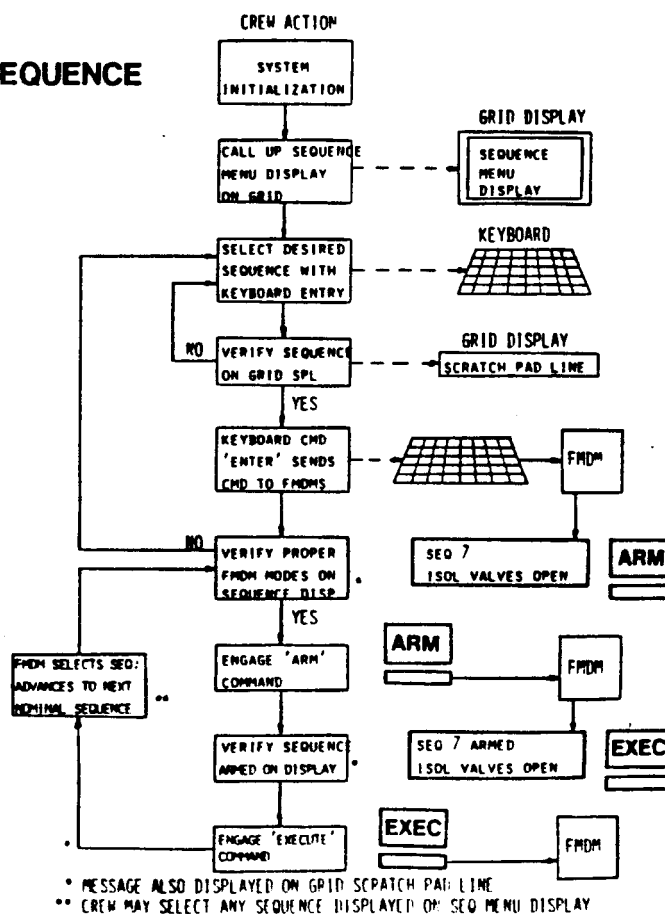 CREW ACTION
EQUENCE
SYSTEM
INITIALIZATION
GRID DISPLAY
CALL UP SEQUENCE
MENU DISPLAY
ON GRID
SEQUENCE
MENU
DISPLAY
KEYBOARD
SELECT DESIRED
SEQUENCE WITH
KEYBOARD ENTRY
GRID DISPLAY
NO
VERIFY SEQUENCE
ON GRID SPL
SCRATCH PAD LINE
YES
KEYBOARD CMD
'ENTER' SENDS
CMD TO FMDMS
FMDM
NO
VERIFY PROPER
FMDM MODES ON
SEQUENCE DISP
*
SEQ 7
ISOL VALVES OPEN
ARM
YES
ARM
FMDM SELECTS SEQ;
ADVANCES TO NEXT
NOMINAL SEQUENCE
**
ENGAGE 'ARM'
COMMAND
FMDM
VERIFY SEQUENCE
ARMED ON DISPLAY
*
SEQ 7 ARMED
ISOL VALVES OPEN
EXEC
EXEC
*
ENGAGE 'EXECUTE'
COMMAND
FMDM
* MESSAGE ALSO DISPLAYED ON GRID SCRATCH PAD LINE
** CREW MAY SELECT ANY SEQUENCE DISPLAYED ON SEQ MENU DISPLAY